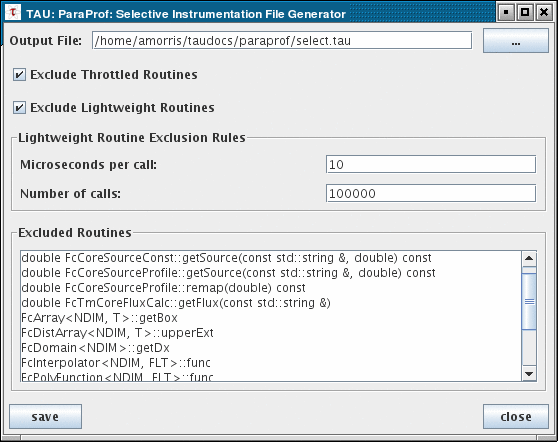 TAU: ParaProf: Selective Instrumentation File Generator
Output File: /home/amorris/taudocs/paraprof/select.tau ...
Exclude Throttled Routines
Exclude Lightweight Routines
Lightweight Routine Exclusion Rules
Microseconds per call: 10
Number of calls: 100000
Excluded Routines
double FcCoreSourceConst::getSource(const std::string &, double) const
double FcCoreSourceProfile::getSource(const std::string &, double) const
double FcCoreSourceProfile::remap(double) const
double FcTmCoreFluxCalc::getFlux(const std::string &)
FcArray<NDIM, T>::getBox
FcDistArray<NDIM, T>::upperExt
FcDomain<NDIM>::getDx
FcInterpolator<NDIM, FLT>::func
FcPolyFunction<NDIM, FLT>::func
save close